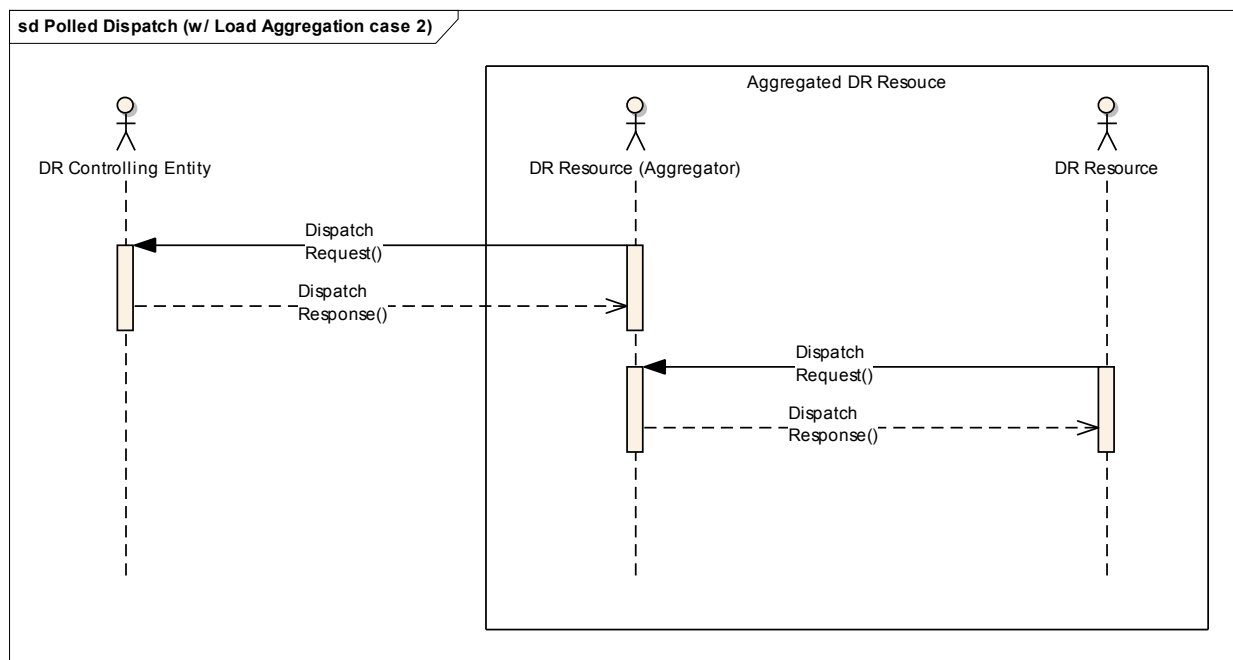 sd Polled Dispatch (w/ Load Aggregation case 2)
Aggregated DR Resouce
DR Controlling Entity
DR Resource (Aggregator)
DR Resource
Dispatch
Request()
Dispatch
Response()
Dispatch
Request()
Dispatch
Response()